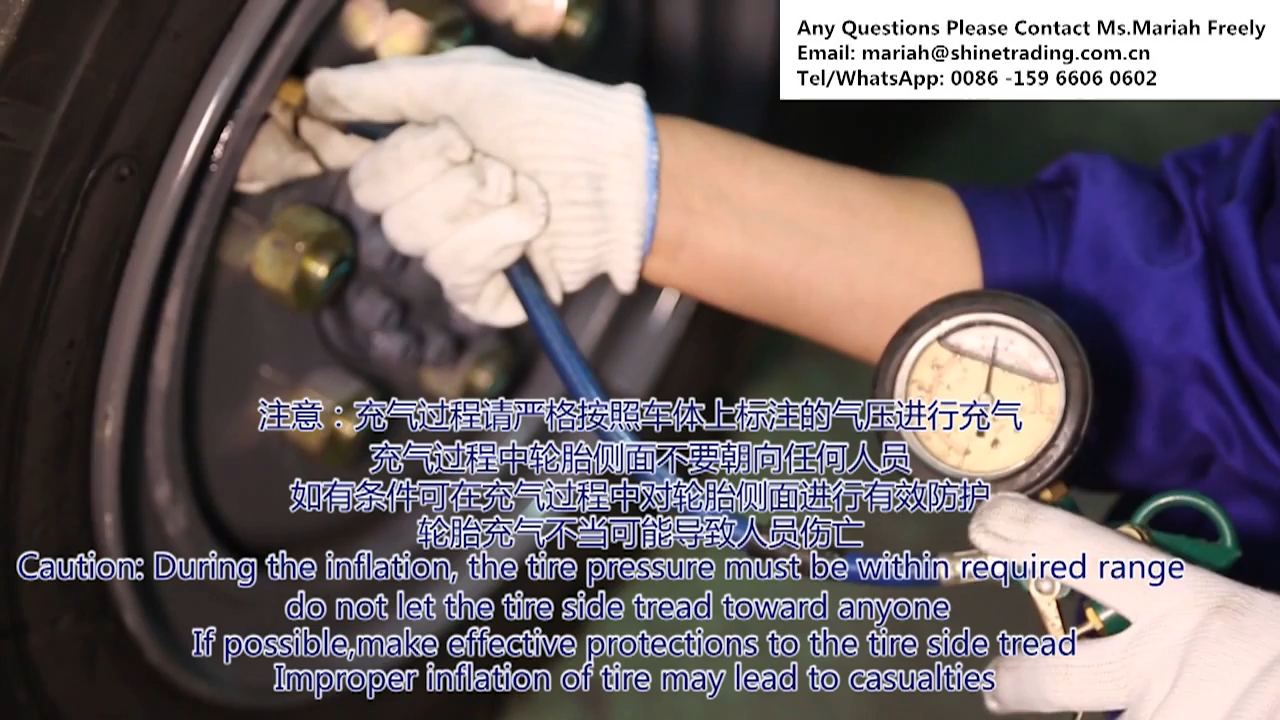 Any Questions Please Contact Ms.Mariah Freely
Email: mariah@shinetrading.com.cn
Tel/WhatsApp: 0086 -159 6606 0602
注意：充气过程请严格按照车体上标注的气压进行充气
充气过程中轮胎侧面不要朝向任何人员
如有条件可在充气过程中对轮胎侧面进行有效防护
轮胎充气不当可能导致人员伤亡
Caution: During the inflation, the tire pressure must be within required range
do not let the tire side tread toward anyone
If possible,make effective protections to the tire side tread
Improper inflation of tire may lead to casualties